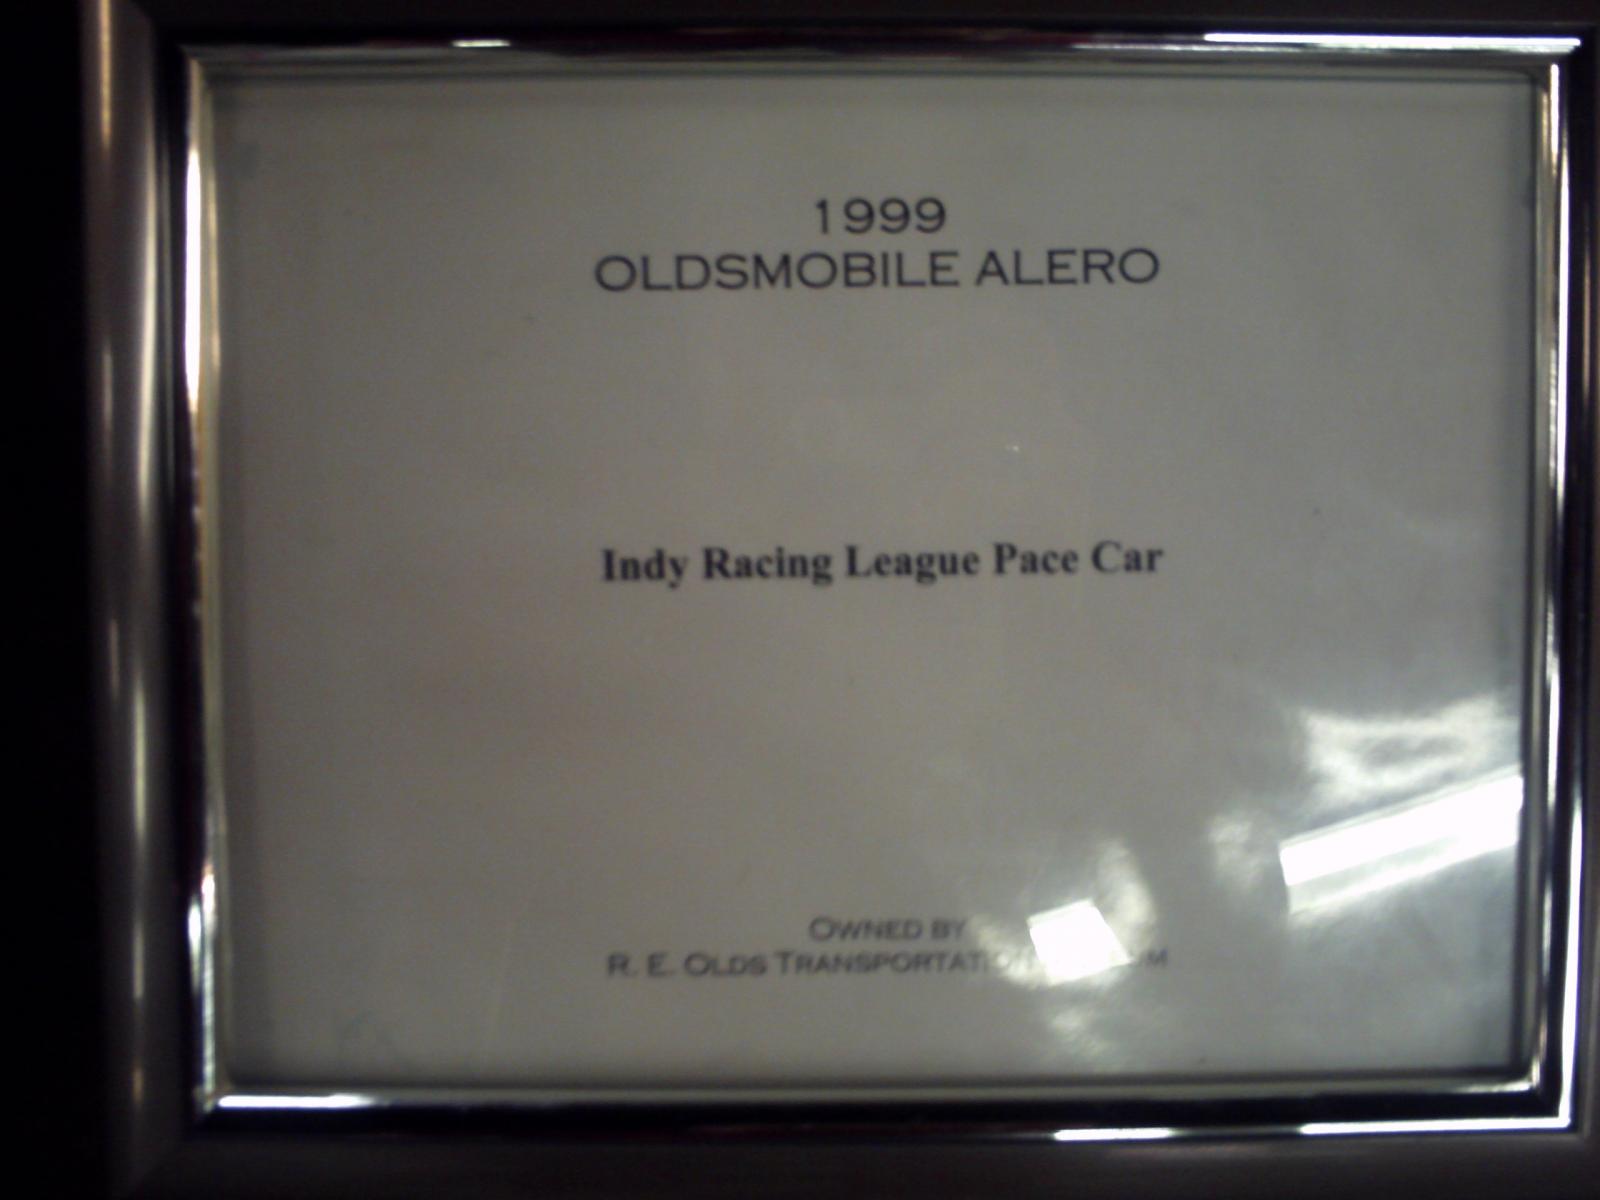 1999
OLDSMOBILE ALERO
Indy Racing League Pace Car
OWNED BY
R. E. OLDS TRANSPORTATION